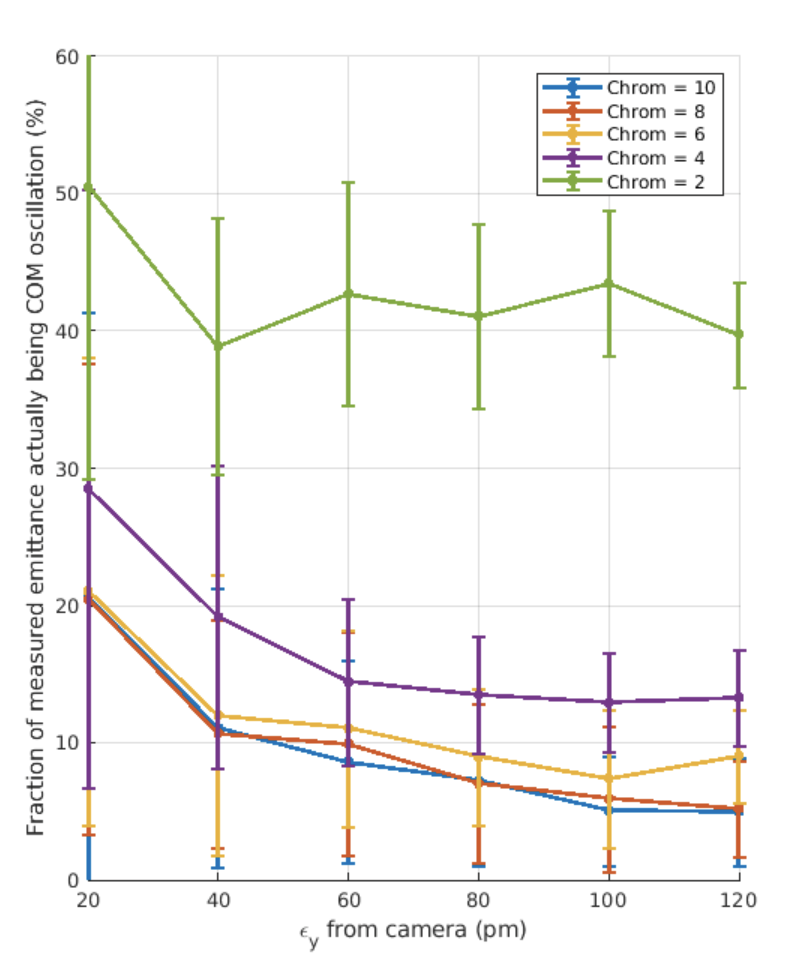 60
50
40
30
20
10
0
Fraction of measured emittance actually being COM oscillation (%)
Chrom = 10
Chrom = 8
Chrom = 6
Chrom = 4
Chrom = 2
20 40 60 80 100 120
ϵy from camera (pm)